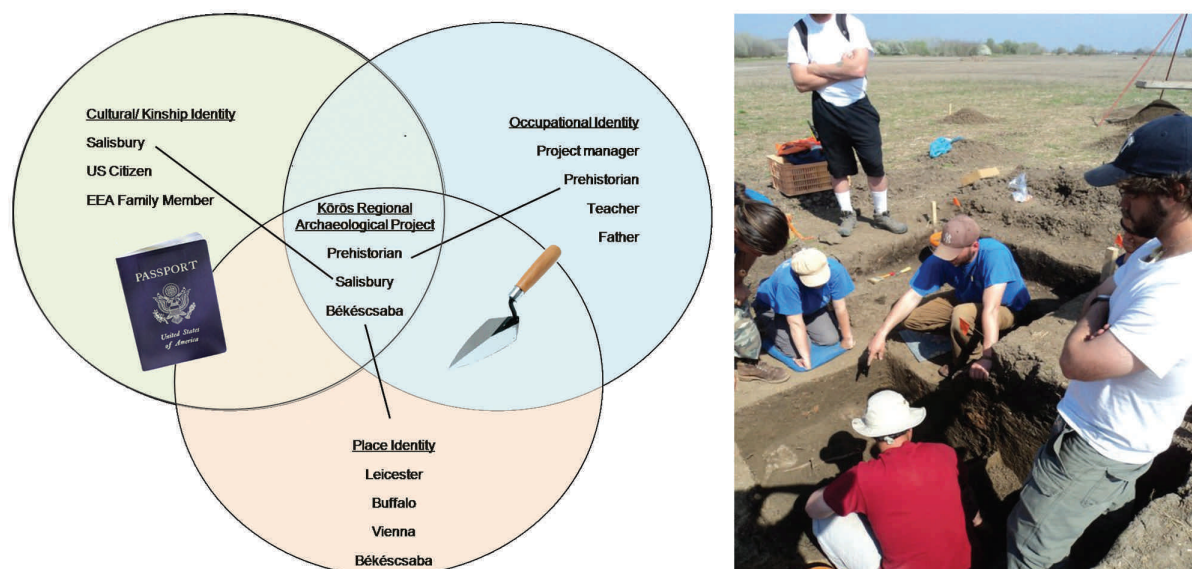 Cultural/ Kinship Identity
Salisbury
US Citizen
EEA Family Member
PASSPORT
United States
of America
Occupational Identity
Project manager
Prehistorian
Teacher
Father
Körös Regional
Archaeological Project
Prehistorian
Salisbury
Békéscsaba
Place Identity
Leicester
Buffalo
Vienna
Békéscsaba